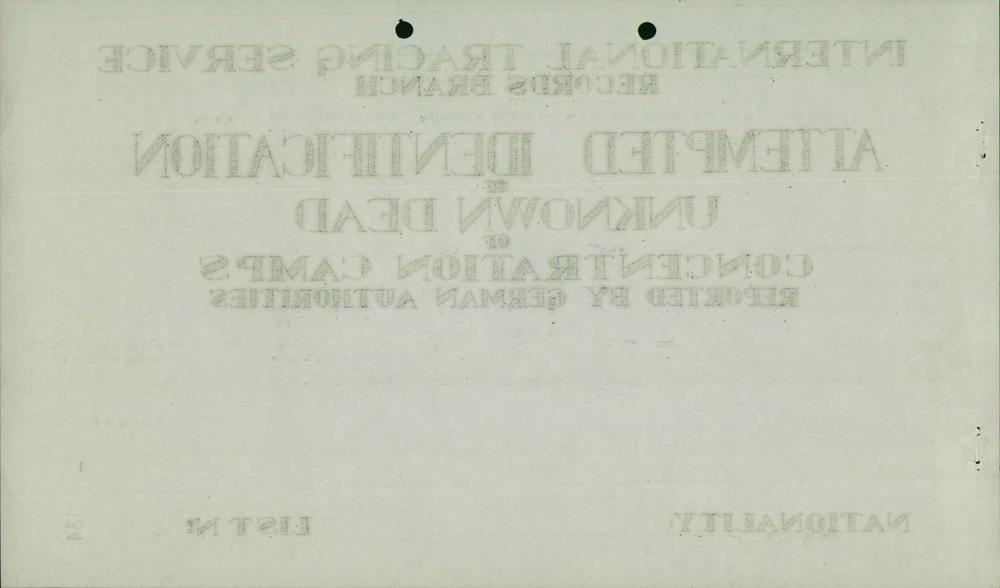 INTERNATIONAL TRACING SERVICE
RECORDS BRANCH
ATTEMPTED IDENTIFICATION
OF
UNKNOWN DEAD
OF
CONCENTRATION CAMPS
REPORTED BY GERMAN AUTHORITIES
NATIONALITY: LIST Nº
134